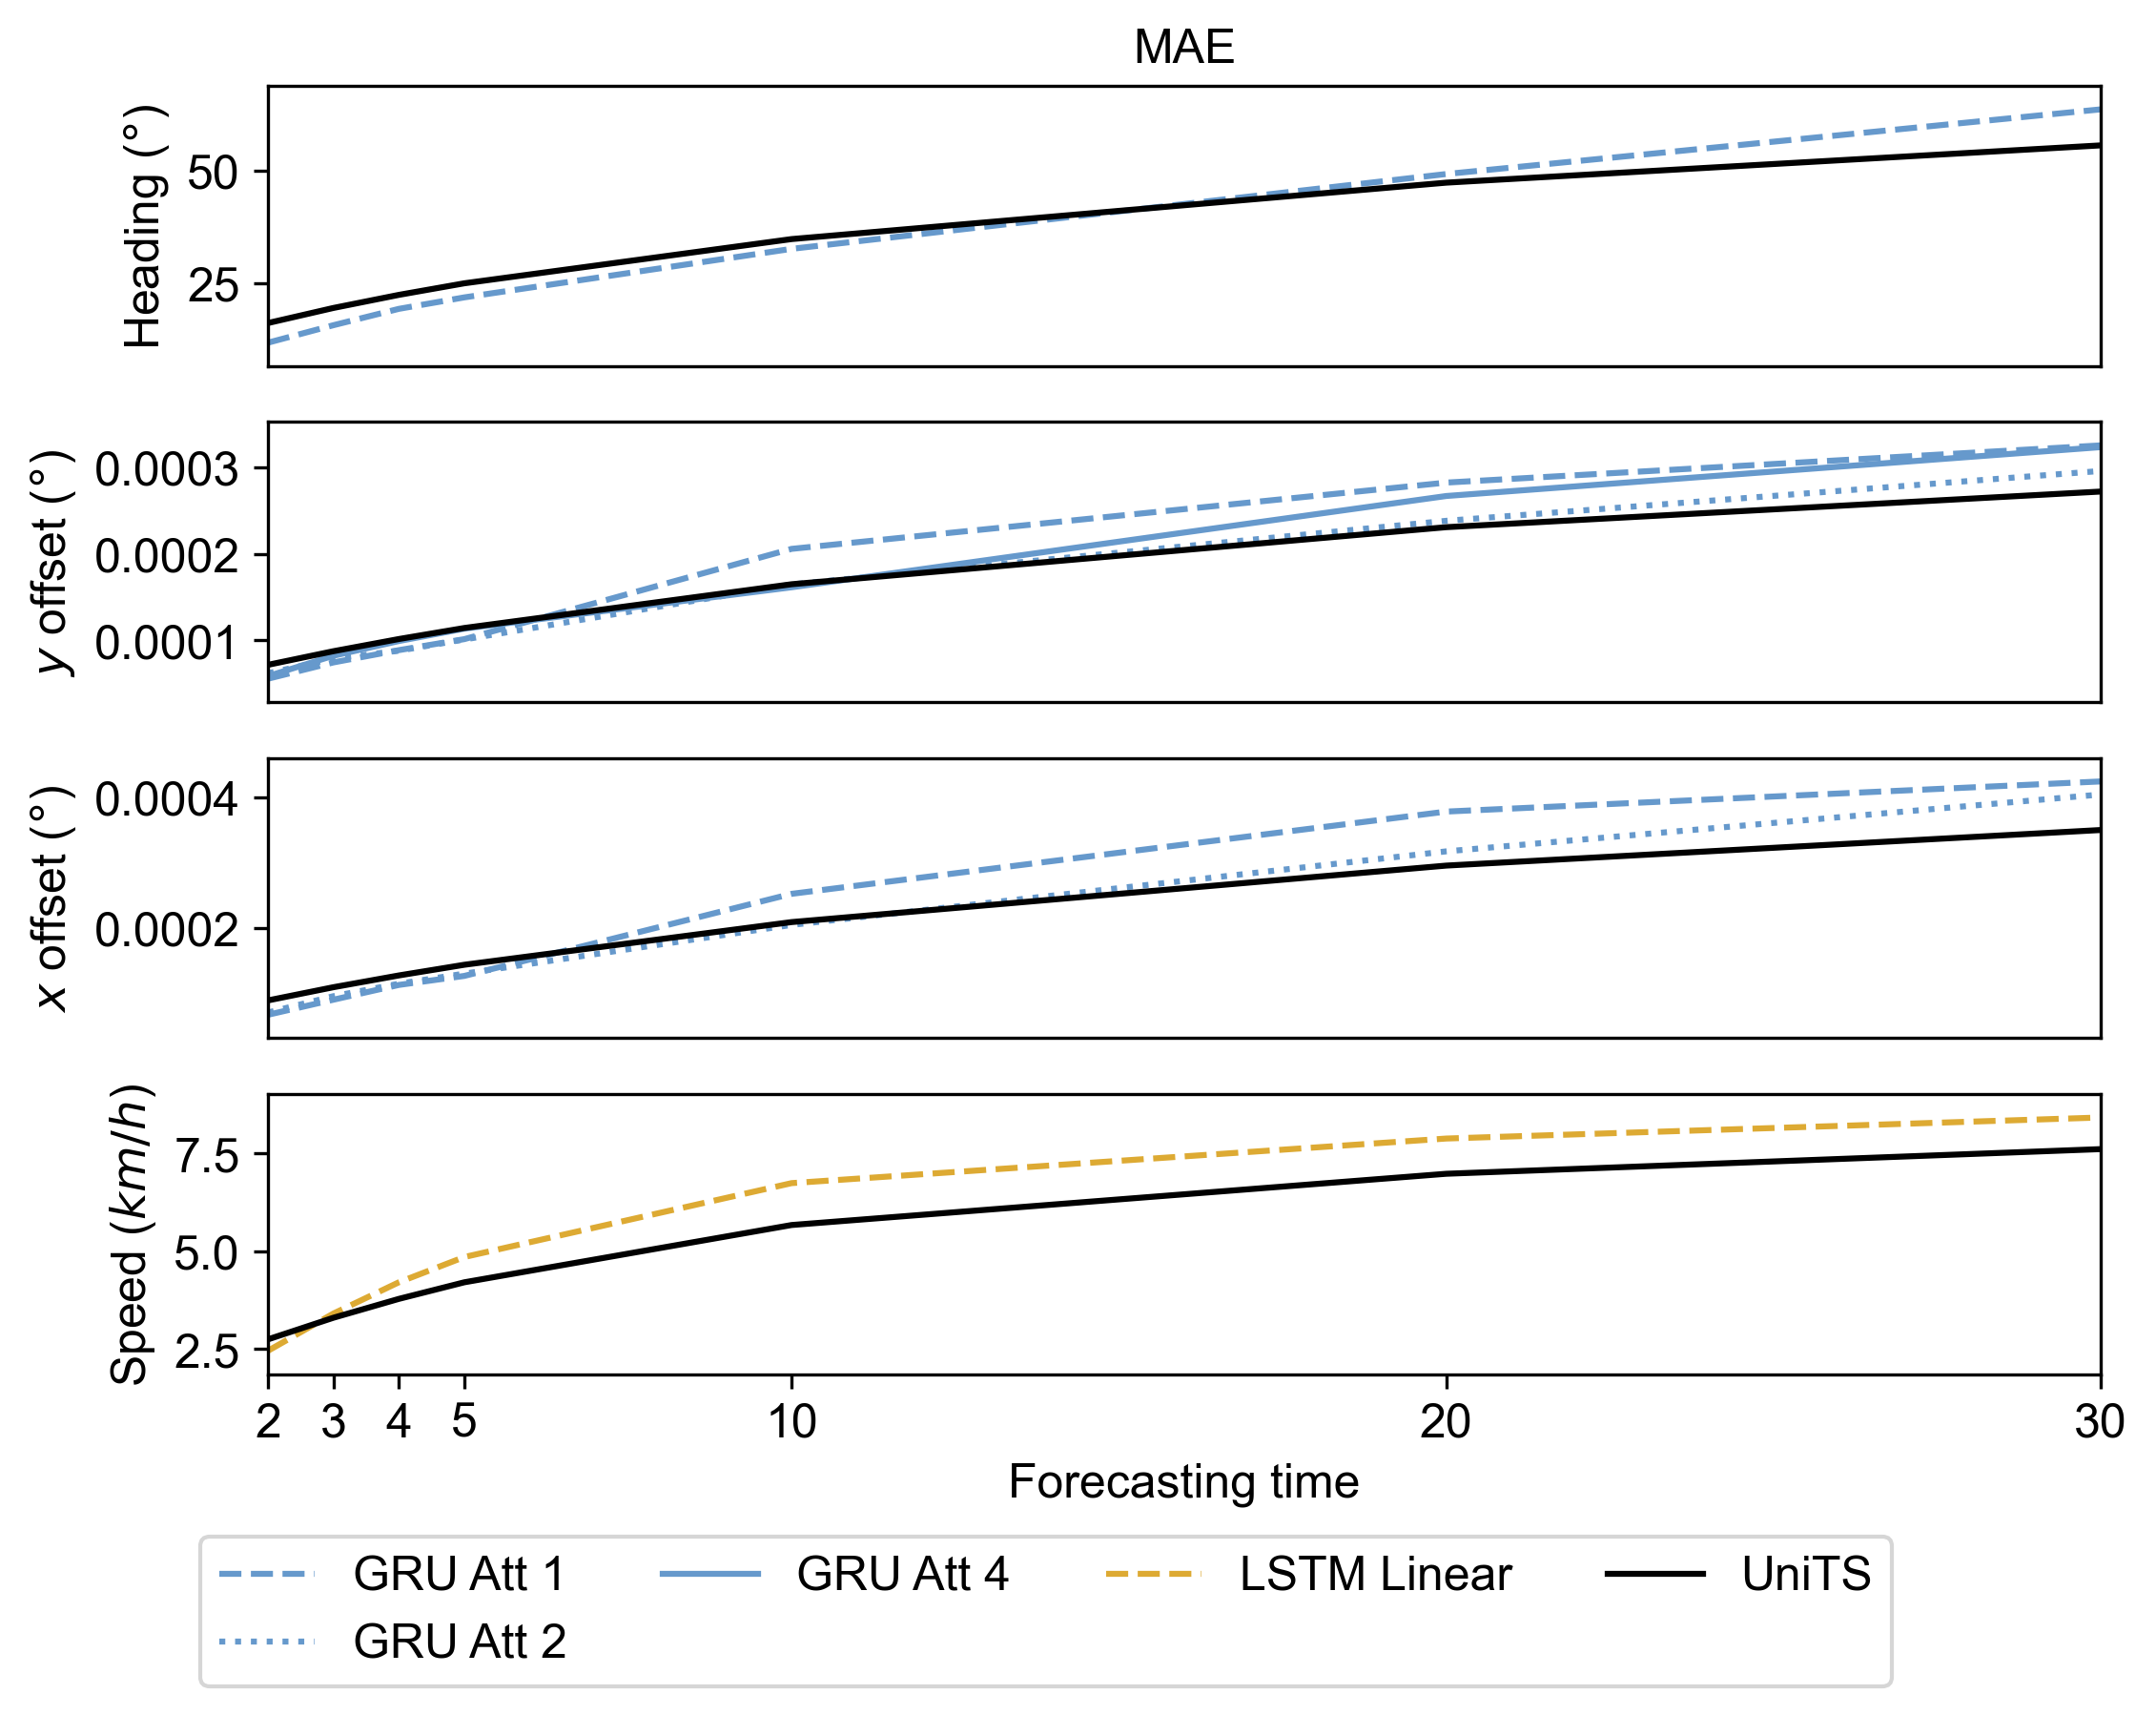 MAE
Heading (°)
50
25
y offset (°)
0.0003
0.0002
0.0001
x offset (°)
0.0004
0.0002
Speed (km/h)
7.5
5.0
2.5
2 3 4 5 10 20 30
Forecasting time
GRU Att 1 GRU Att 4 LSTM Linear UniTS
GRU Att 2